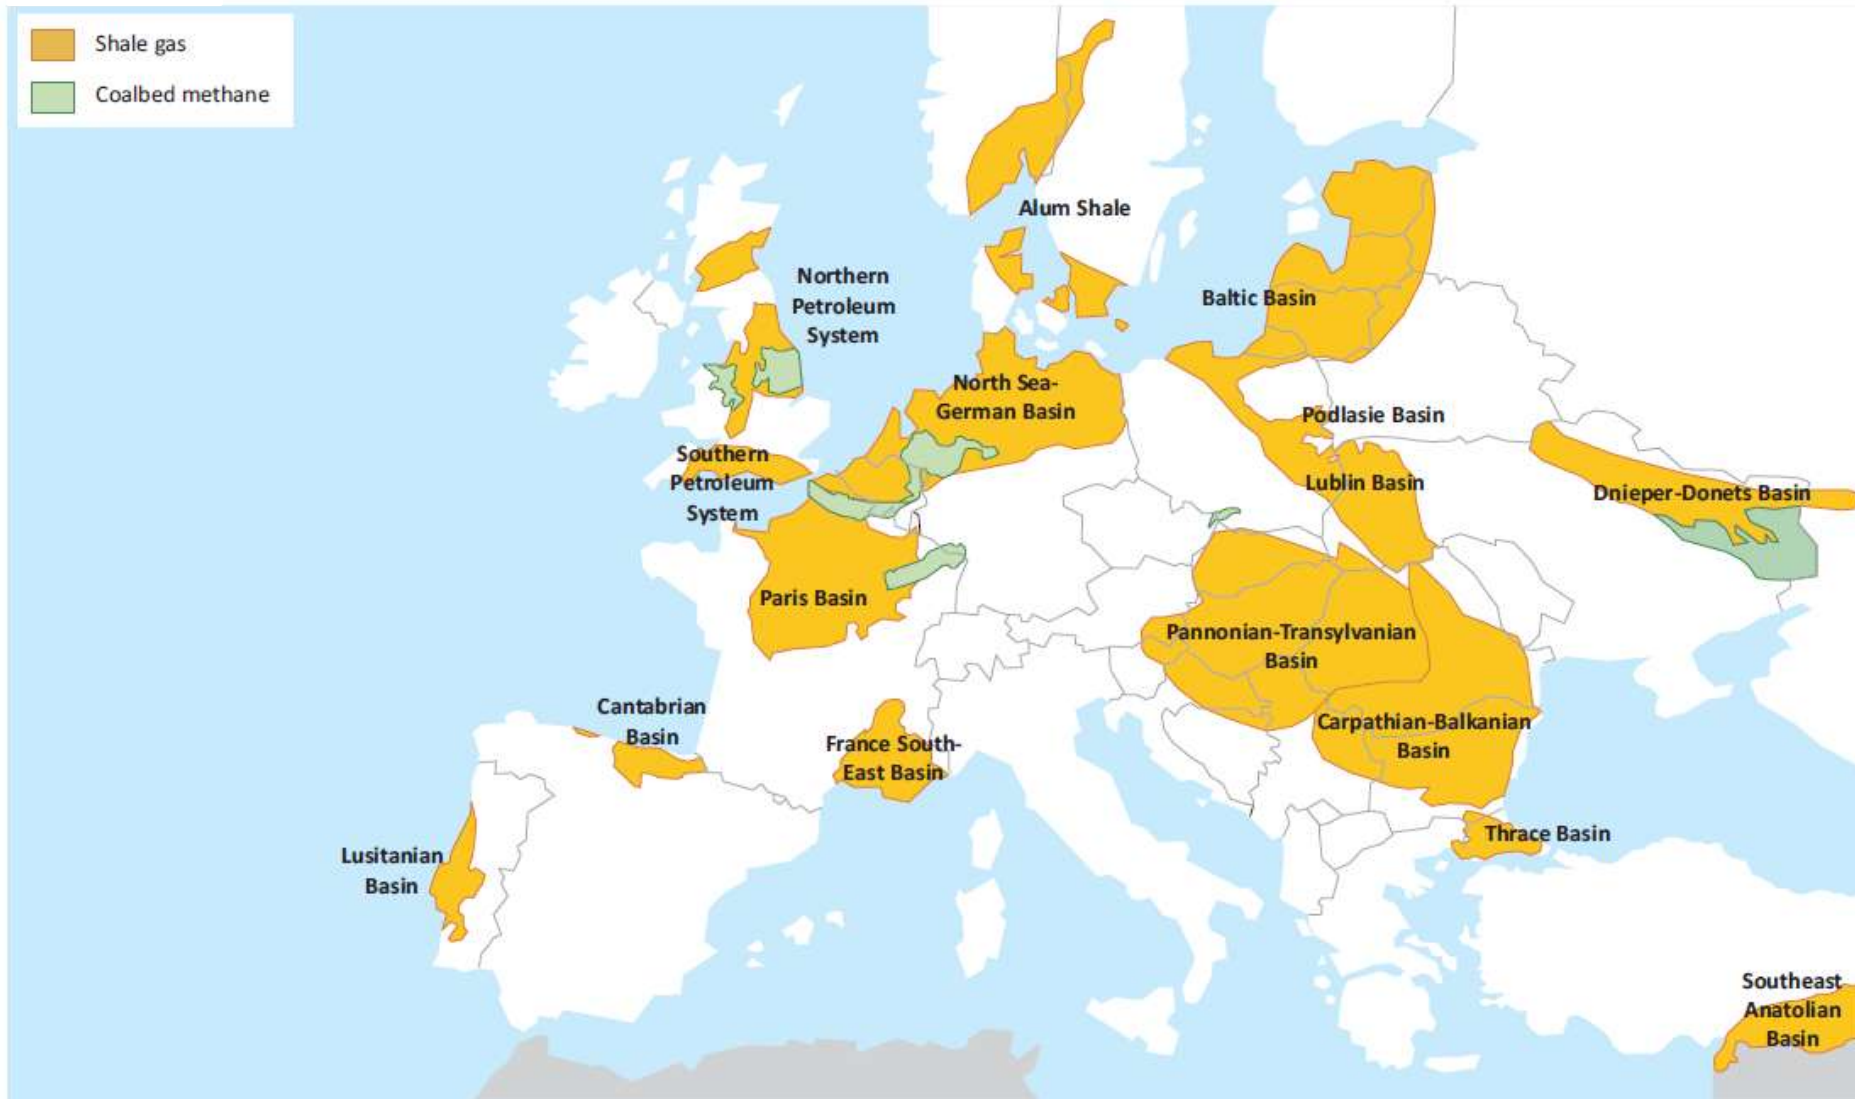 Shale gas
Coalbed methane
Alum Shale
Northern
Petroleum
System
Baltic Basin
North Sea-
German Basin
Podlasie Basin
Southern
Petroleum
System
Lublin Basin
Dnieper-Donets Basin
Paris Basin
Pannonian-Transylvanian
Basin
Cantabrian
Basin
France South-
East Basin
Carpathian-Balkanian
Basin
Thrace Basin
Lusitanian
Basin
Southeast
Anatolian
Basin